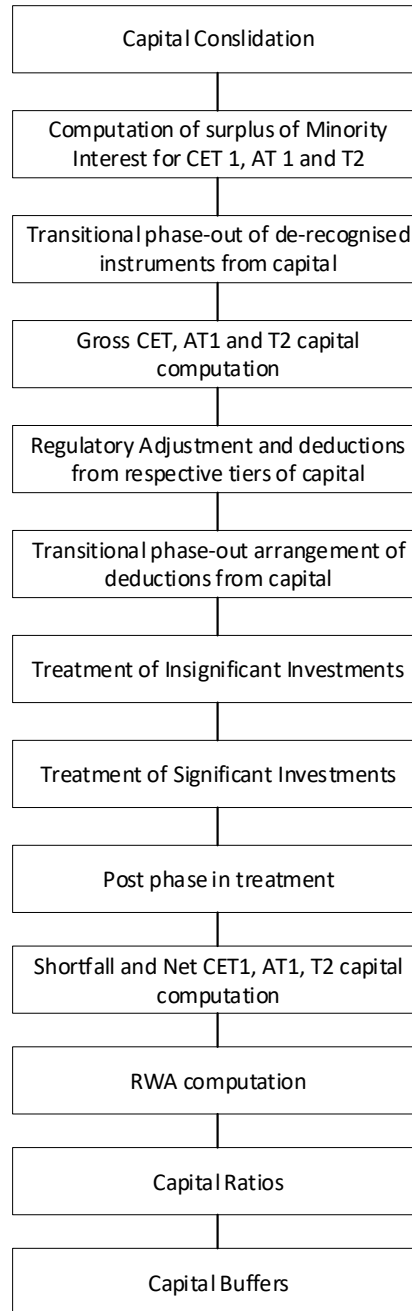 Capital Conslidation
Computation of surplus of Minority
Interest for CET 1, AT 1 and T2
Transitional phase-out of de-recognised
instruments from capital
Gross CET, AT1 and T2 capital
computation
Regulatory Adjustment and deductions
from respective tiers of capital
Transitional phase-out arrangement of
deductions from capital
Treatment of Insignificant Investments
Treatment of Significant Investments
Post phase in treatment
Shortfall and Net CET1, AT1, T2 capital
computation
RWA computation
Capital Ratios
Capital Buffers